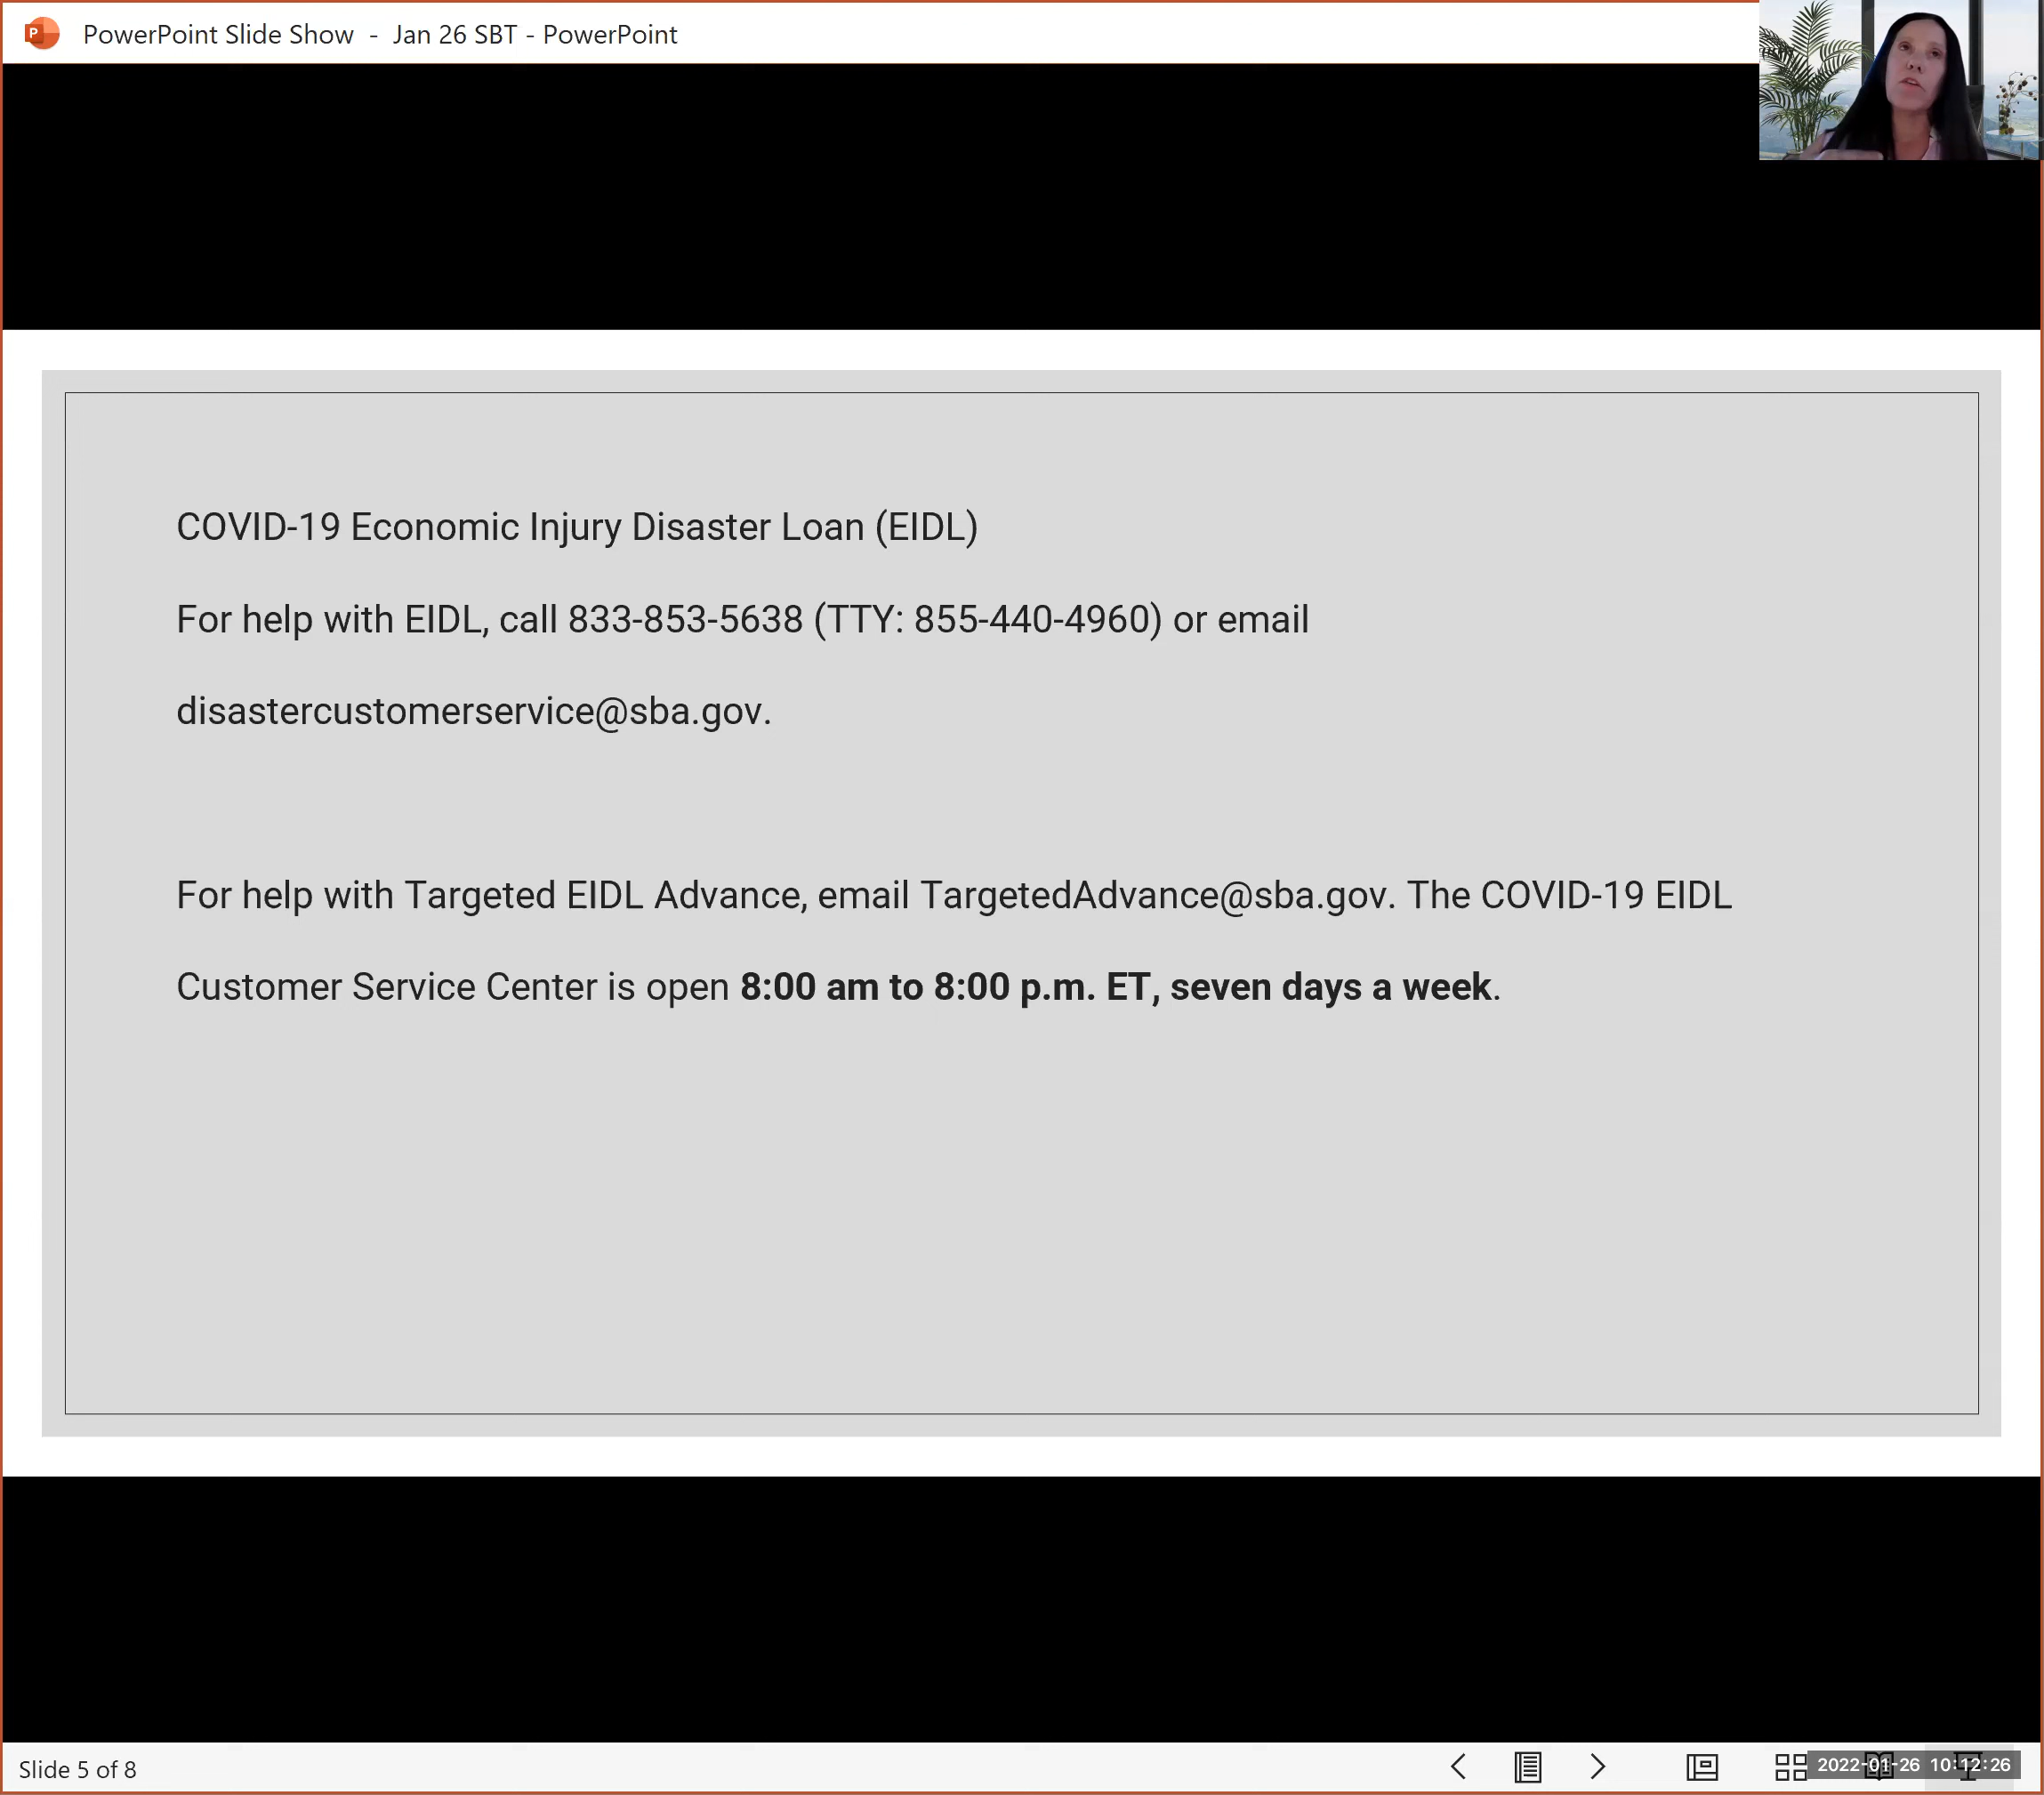 PowerPoint Slide Show - Jan 26 SBT - PowerPoint
COVID-19 Economic Injury Disaster Loan (EIDL)
For help with EIDL, call 833-853-5638 (TTY: 855-440-4960) or email
disastercustomerservice@sba.gov.
For help with Targeted EIDL Advance, email TargetedAdvance@sba.gov. The COVID-19 EIDL
Customer Service Center is open 8:00 am to 8:00 p.m. ET, seven days a week.
Slide 5 of 8
2022-01-26 10:12:26